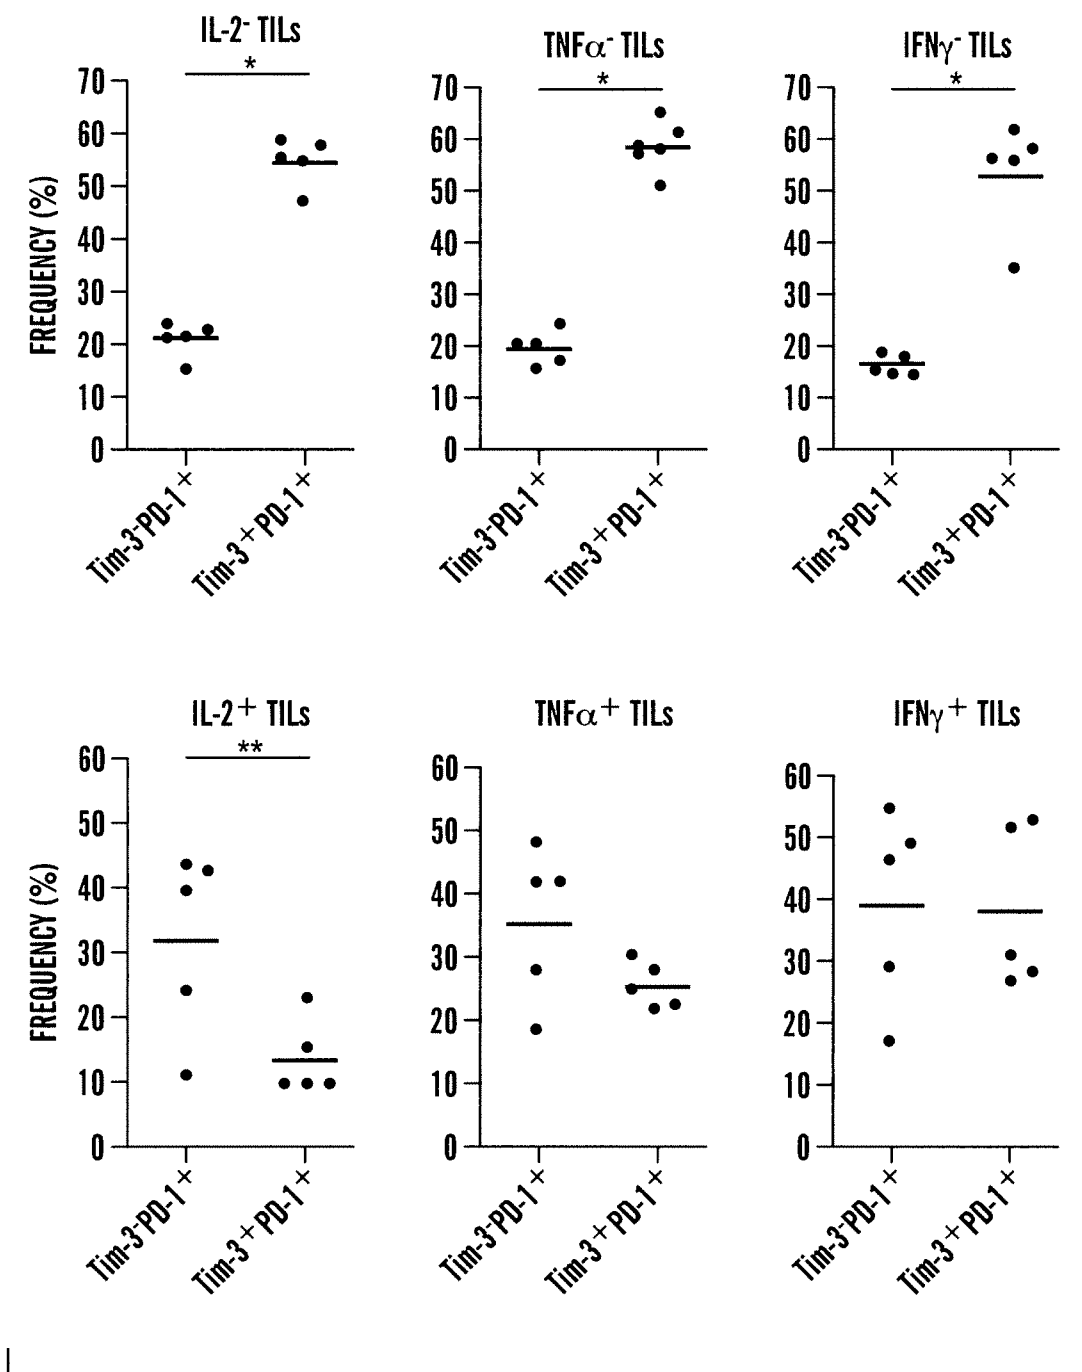 IL-2⁻ TILs
*
FREQUENCY (%)
70
60
50
40
30
20
10
0
Tim-3⁻PD-1⁺
Tim-3⁺PD-1⁺
TNFα⁻ TILs
*
70
60
50
40
30
20
10
0
Tim-3⁻PD-1⁺
Tim-3⁺PD-1⁺
IFNγ⁻ TILs
*
70
60
50
40
30
20
10
0
Tim-3⁻PD-1⁺
Tim-3⁺PD-1⁺
IL-2⁺ TILs
**
FREQUENCY (%)
60
50
40
30
20
10
0
Tim-3⁻PD-1⁺
Tim-3⁺PD-1⁺
TNFα⁺ TILs
60
50
40
30
20
10
0
Tim-3⁻PD-1⁺
Tim-3⁺PD-1⁺
IFNγ⁺ TILs
60
50
40
30
20
10
0
Tim-3⁻PD-1⁺
Tim-3⁺PD-1⁺